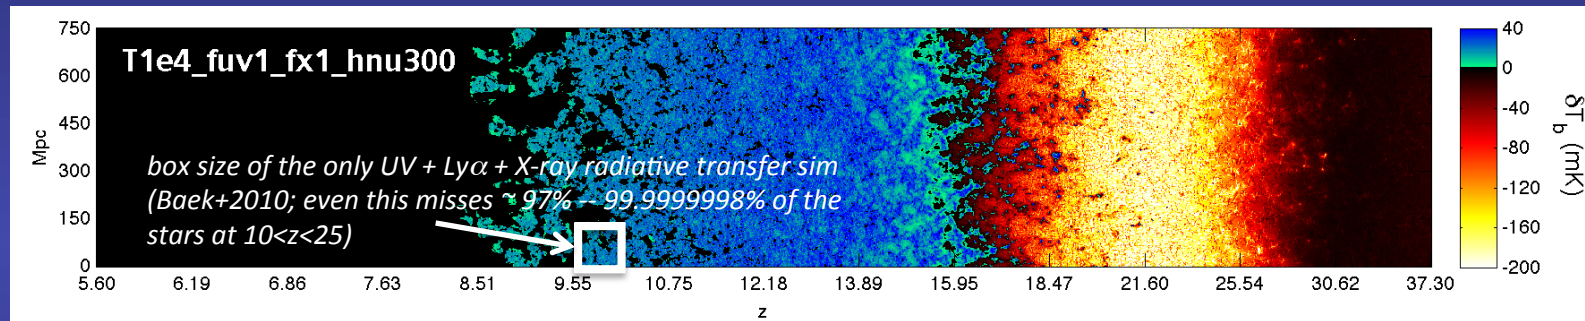 750
600
450
300
150
0
Mpc
T1e4_fuv1_fx1_hnu300
box size of the only UV + Lyα + X-ray radiative transfer sim
(Baek+2010; even this misses ~ 97% -- 99.9999998% of the
stars at 10<z<25)
5.60 6.19 6.86 7.63 8.51 9.55 10.75 12.18 13.89 15.95 18.47 21.60 25.54 30.62 37.30
z
40
0
-40
-80
-120
-160
-200
δT_b (mK)